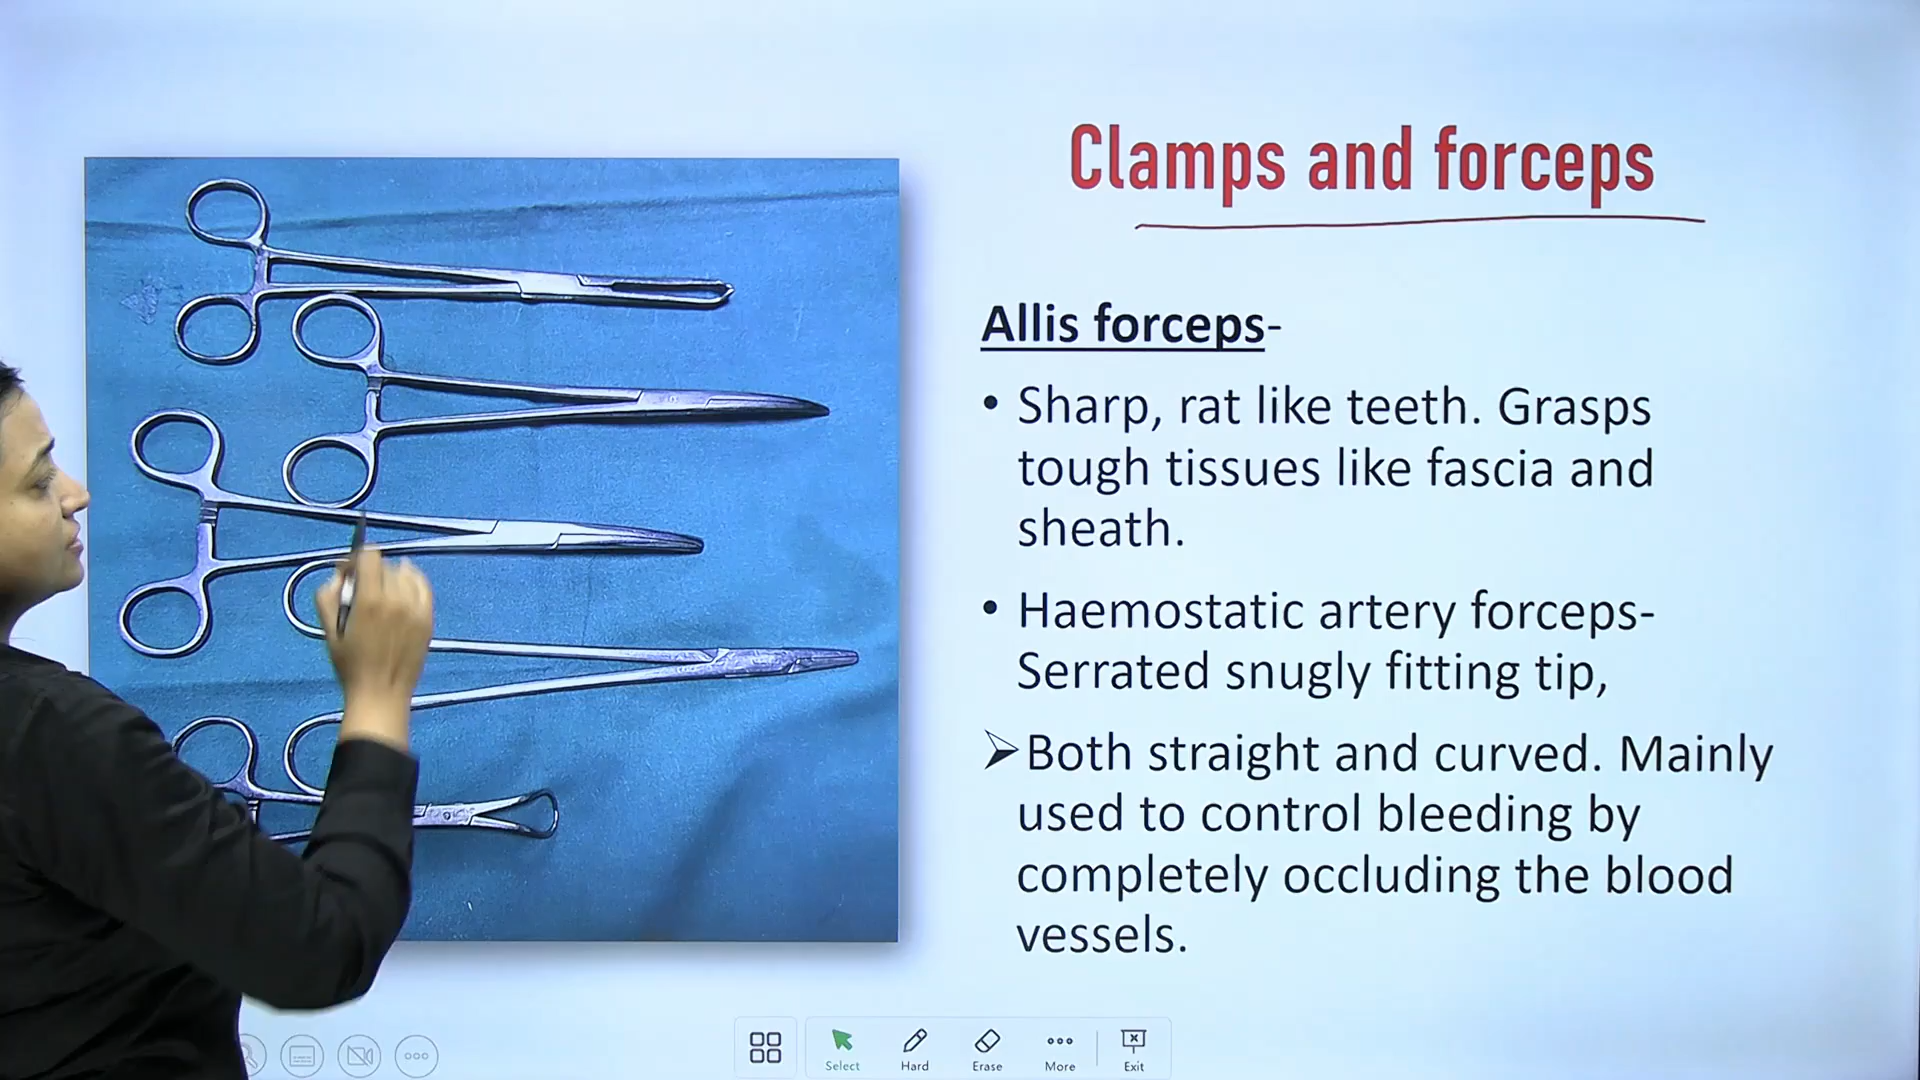 Clamps and forceps
Allis forceps-
• Sharp, rat like teeth. Grasps
tough tissues like fascia and
sheath.
• Haemostatic artery forceps-
Serrated snugly fitting tip,
➢Both straight and curved. Mainly
used to control bleeding by
completely occluding the blood
vessels.
Select
Hard
Erase
More
Exit